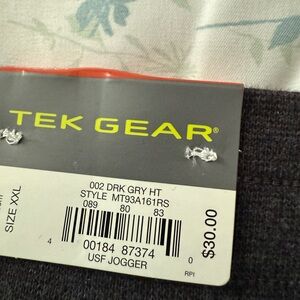 TEK GEAR®
002 DRK GRY HT
STYLE MT93A161RS
089 80 83
SIZE XXL
$30.00
4 00184 87374 0
RPI
USF JOGGER